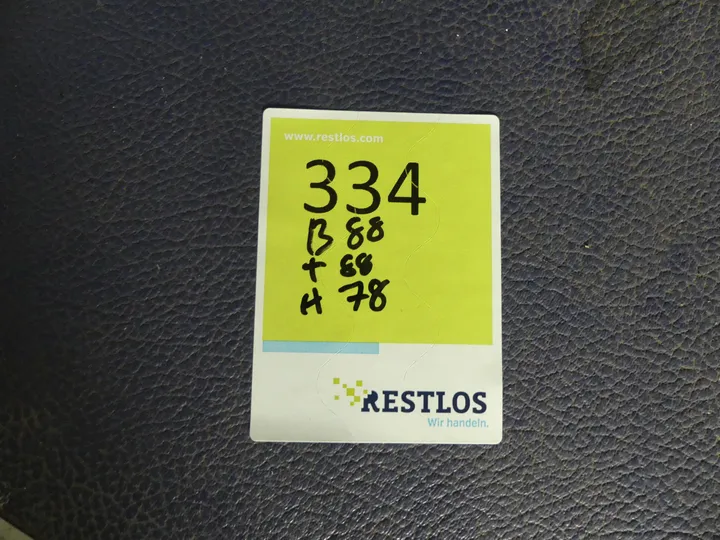 www.restlos.com
334
B 88
T 88
H 78
RESTLOS
Wir handeln.